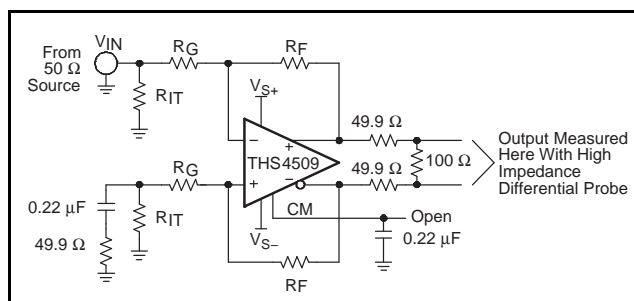 From
50 Ω
Source
VIN
RG
RF
RIT
VS+
49.9 Ω
− +
THS4509
+ −
100 Ω
Output Measured
Here With High
Impedance
Differential Probe
RG
49.9 Ω
0.22 µF
RIT
CM
Open
VS−
0.22 µF
49.9 Ω
RF